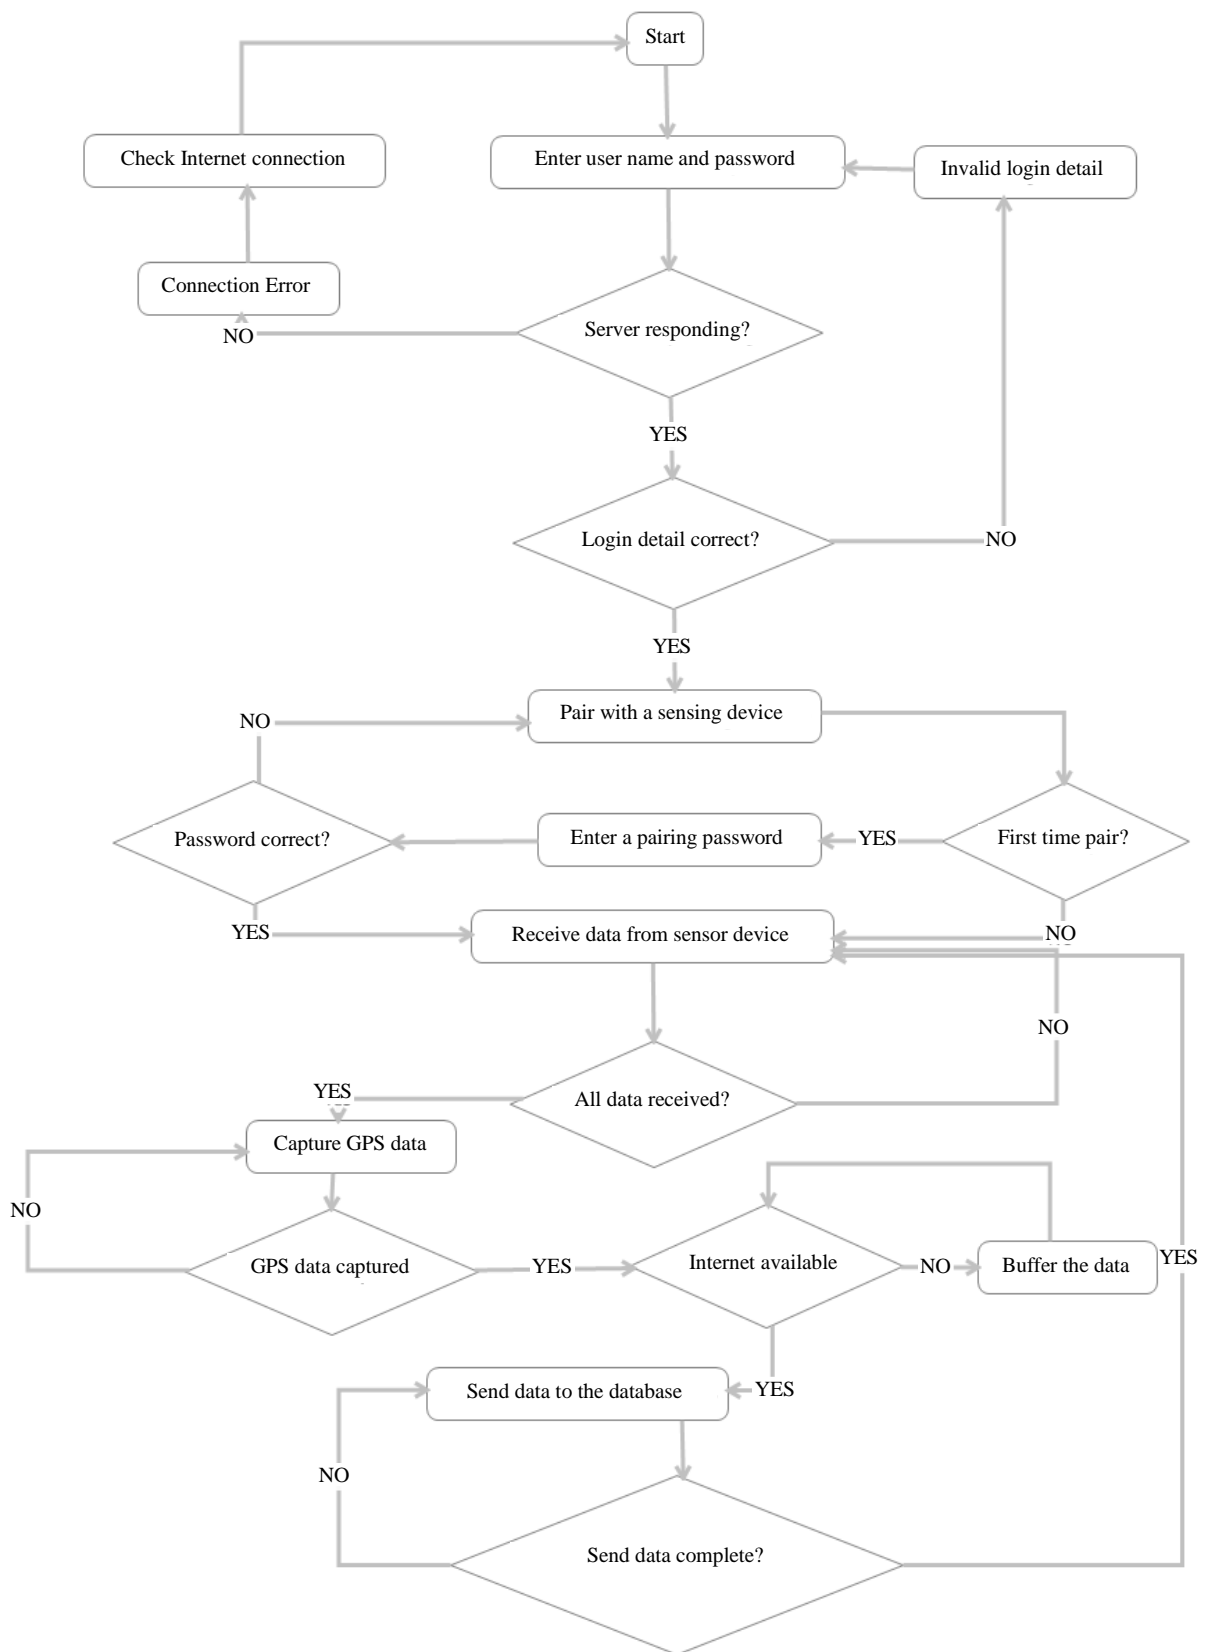 Start
Check Internet connection
Enter user name and password
Invalid login detail
Connection Error
Server responding?
NO
YES
Login detail correct?
NO
YES
Pair with a sensing device
NO
Password correct?
Enter a pairing password
YES
First time pair?
YES
Receive data from sensor device
NO
NO
YES
All data received?
Capture GPS data
NO
GPS data captured
YES
Internet available
NO
Buffer the data
YES
Send data to the database
YES
NO
Send data complete?